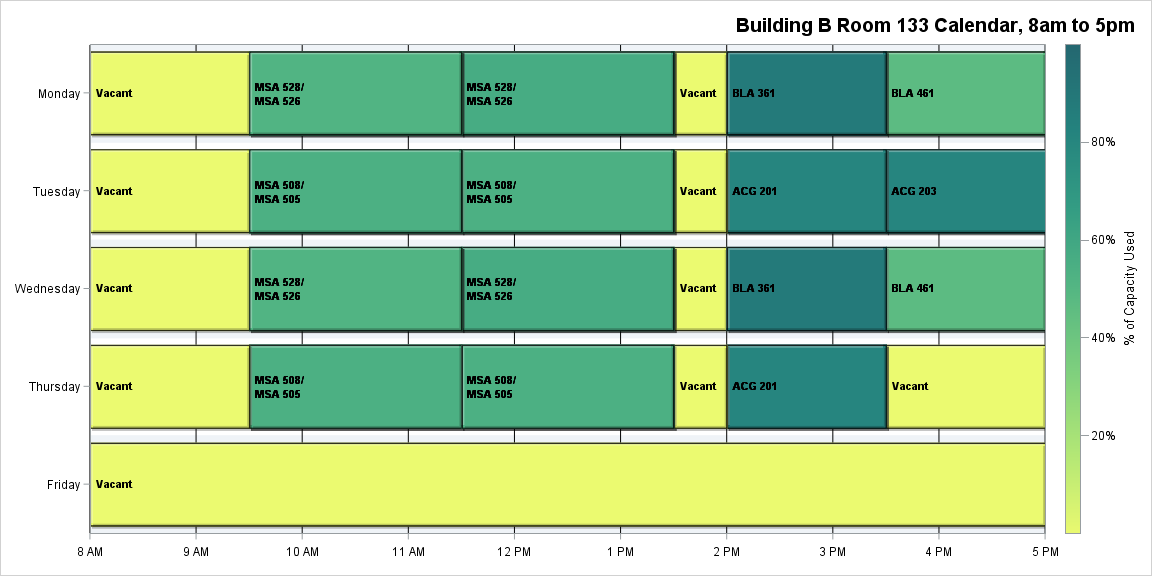 Building B Room 133 Calendar, 8am to 5pm
Monday
Vacant
MSA 528/
MSA 526
MSA 528/
MSA 526
Vacant
BLA 361
BLA 461
Tuesday
Vacant
MSA 508/
MSA 505
MSA 508/
MSA 505
Vacant
ACG 201
ACG 203
Wednesday
Vacant
MSA 528/
MSA 526
MSA 528/
MSA 526
Vacant
BLA 361
BLA 461
Thursday
Vacant
MSA 508/
MSA 505
MSA 508/
MSA 505
Vacant
ACG 201
Vacant
Friday
Vacant
8 AM
9 AM
10 AM
11 AM
12 PM
1 PM
2 PM
3 PM
4 PM
5 PM
80%
60%
40%
20%
% of Capacity Used